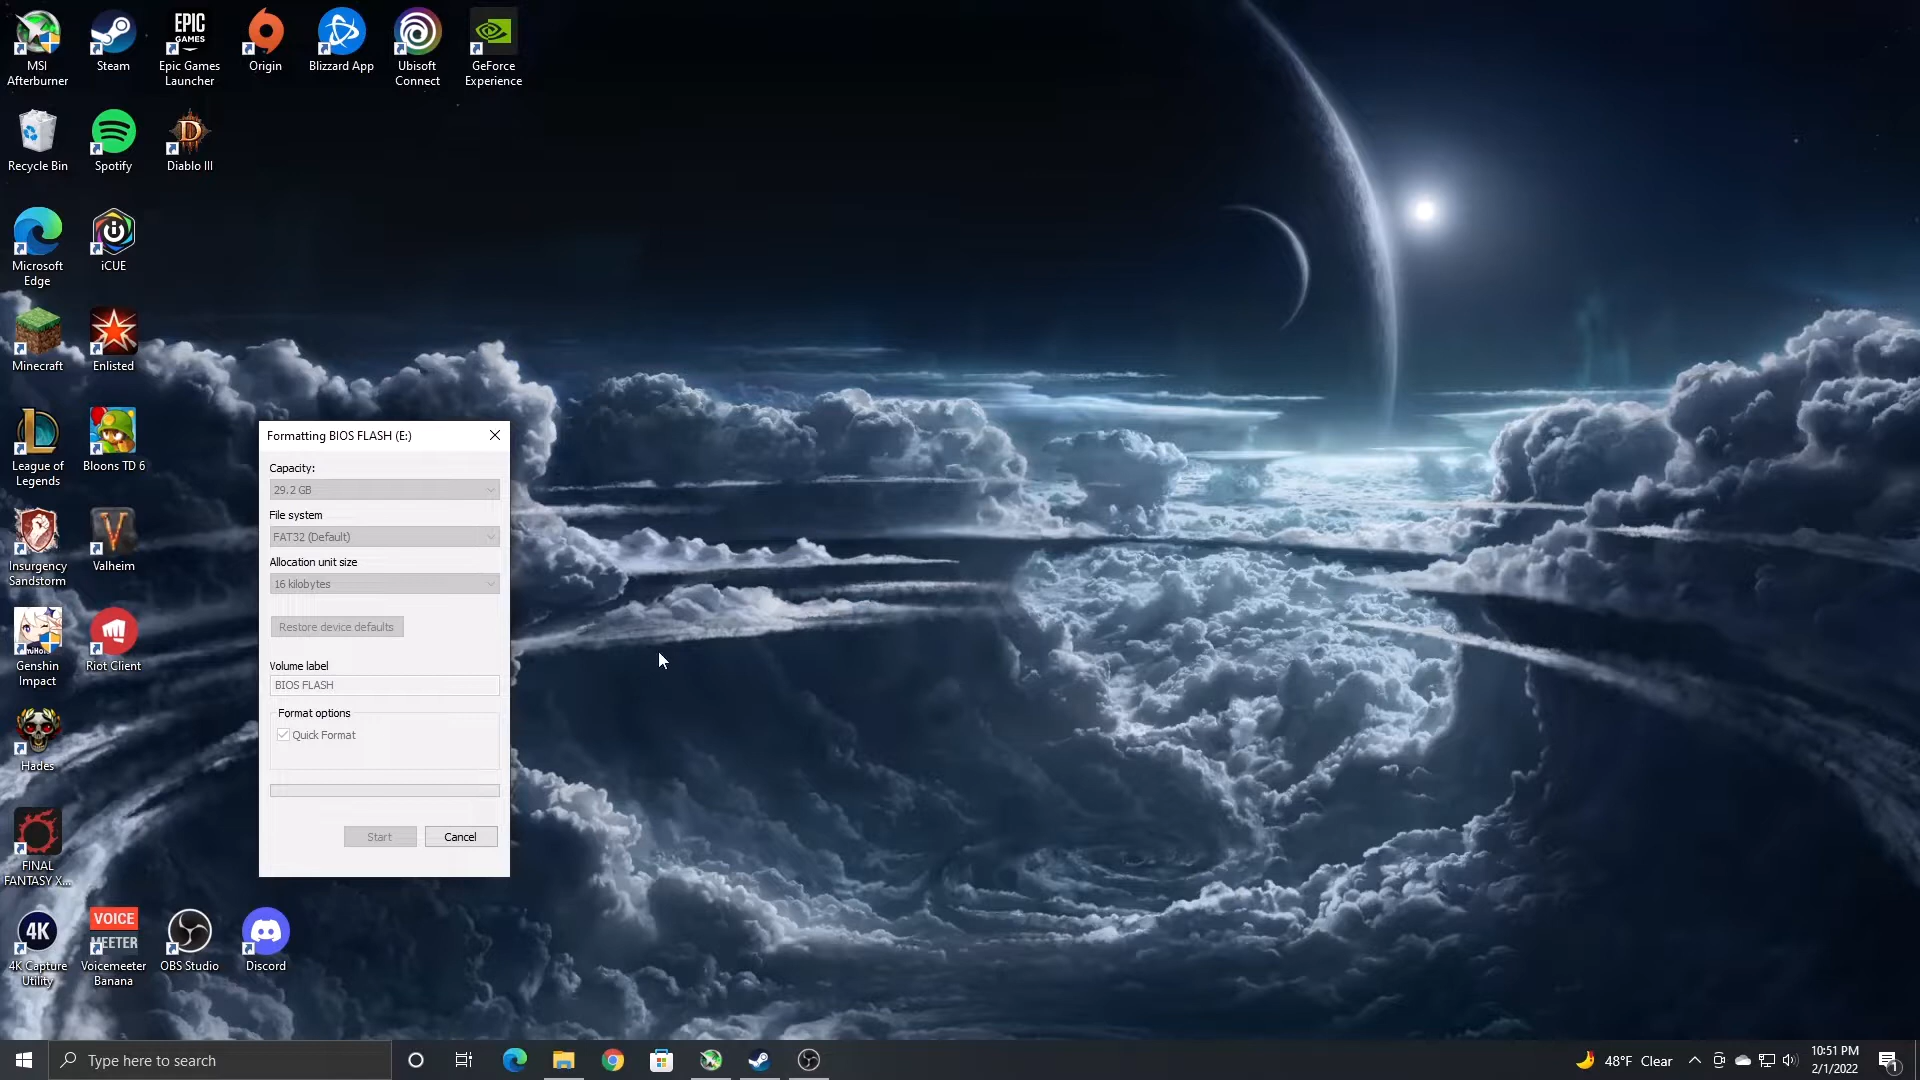 MSI
Afterburner
Steam
EPIC
GAMES
Epic Games
Launcher
Origin
Blizzard App
Ubisoft
Connect
GeForce
Experience
Recycle Bin
Spotify
Diablo III
Microsoft
Edge
iCUE
Minecraft
Enlisted
League of
Legends
Bloons TD 6
Insurgency
Sandstorm
Valheim
Genshin
Impact
Riot Client
Hades
FINAL
FANTASY X...
4K
4K Capture
Utility
VOICE
MEETER
Voicemeeter
Banana
OBS Studio
Discord
Formatting BIOS FLASH (E:)
Capacity:
29.2 GB
File system
FAT32 (Default)
Allocation unit size
16 kilobytes
Restore device defaults
Volume label
BIOS FLASH
Format options
Quick Format
Start
Cancel
Type here to search
48°F Clear
10:51 PM
2/1/2022
1